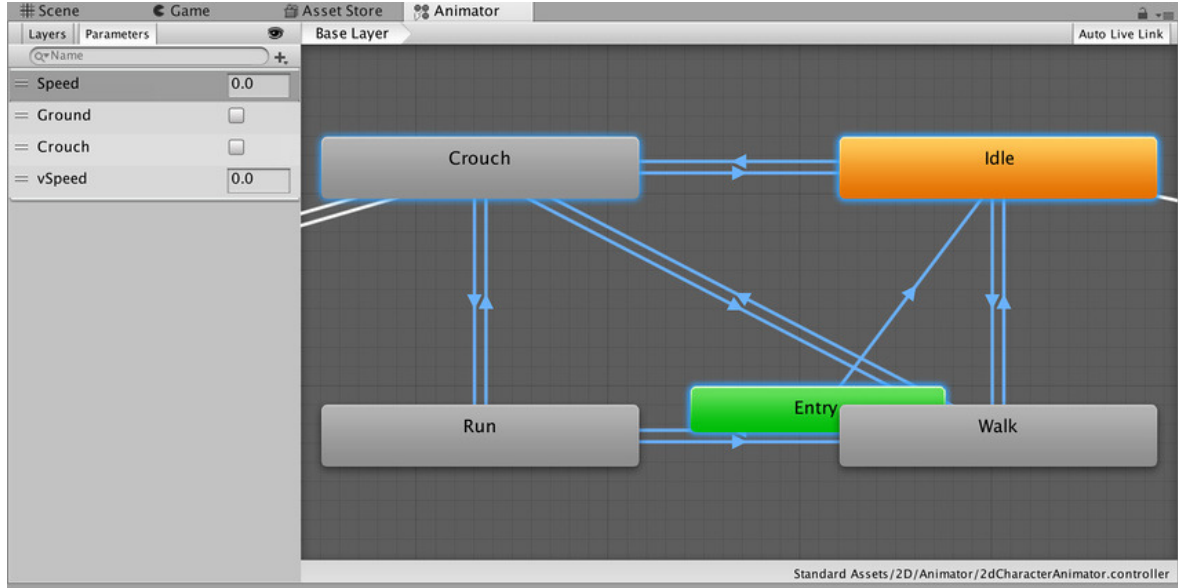 Scene Game Asset Store Animator
Layers Parameters Base Layer Auto Live Link
Name
Speed 0.0
Ground
Crouch
vSpeed 0.0
Crouch Idle
Entry
Run Walk
Standard Assets/2D/Animator/2dCharacterAnimator.controller